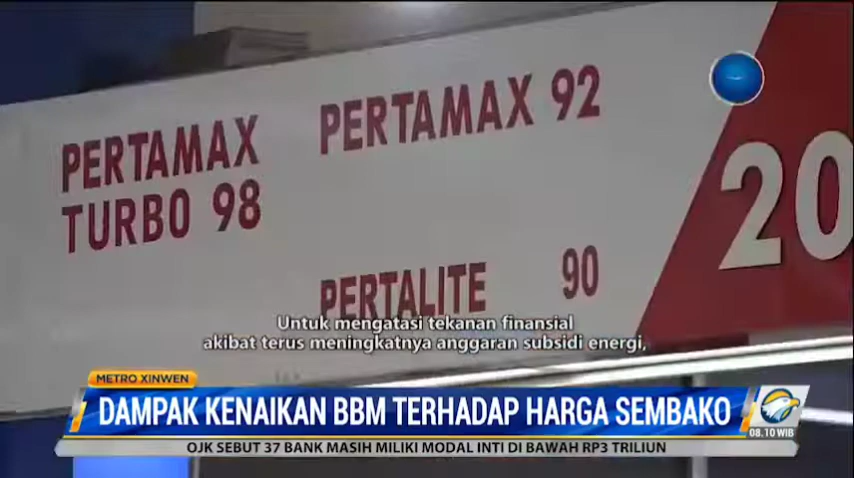 PERTAMAX
TURBO 98
PERTAMAX 92
PERTALITE 90
20
Untuk mengatasi tekanan finansial
akibat terus meningkatnya anggaran subsidi energi,
METRO XINWEN
DAMPAK KENAIKAN BBM TERHADAP HARGA SEMBAKO
08.10 WIB
OJK SEBUT 37 BANK MASIH MILIKI MODAL INTI DI BAWAH RP3 TRILIUN